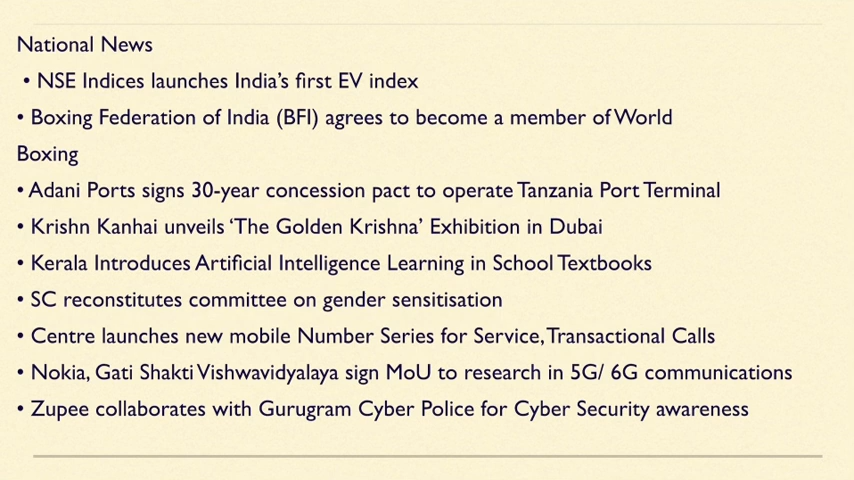 National News
• NSE Indices launches India's first EV index
• Boxing Federation of India (BFI) agrees to become a member of World
Boxing
• Adani Ports signs 30-year concession pact to operate Tanzania Port Terminal
• Krishn Kanhai unveils 'The Golden Krishna' Exhibition in Dubai
• Kerala Introduces Artificial Intelligence Learning in School Textbooks
• SC reconstitutes committee on gender sensitisation
• Centre launches new mobile Number Series for Service, Transactional Calls
• Nokia, Gati Shakti Vishwavidyalaya sign MoU to research in 5G/ 6G communications
• Zupee collaborates with Gurugram Cyber Police for Cyber Security awareness